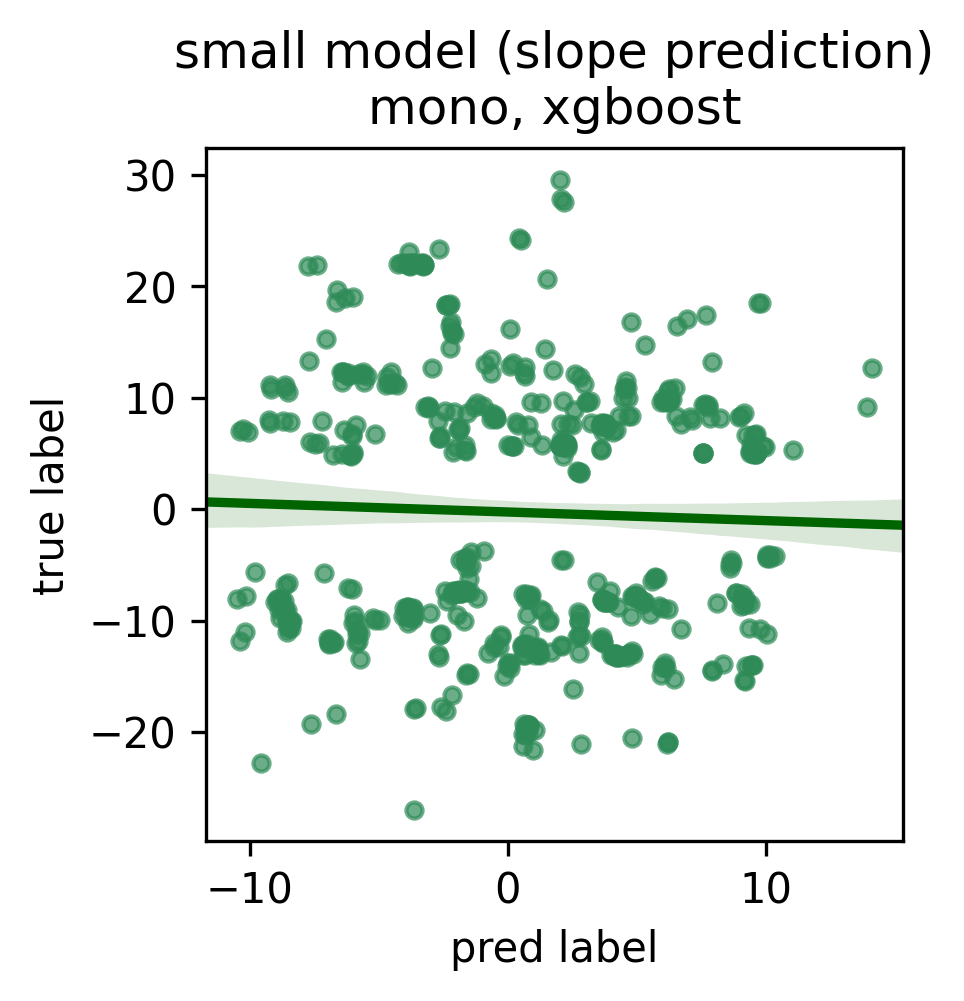 small model (slope prediction)
mono, xgboost
30
20
10
0
−10
−20
true label
−10 0 10
pred label